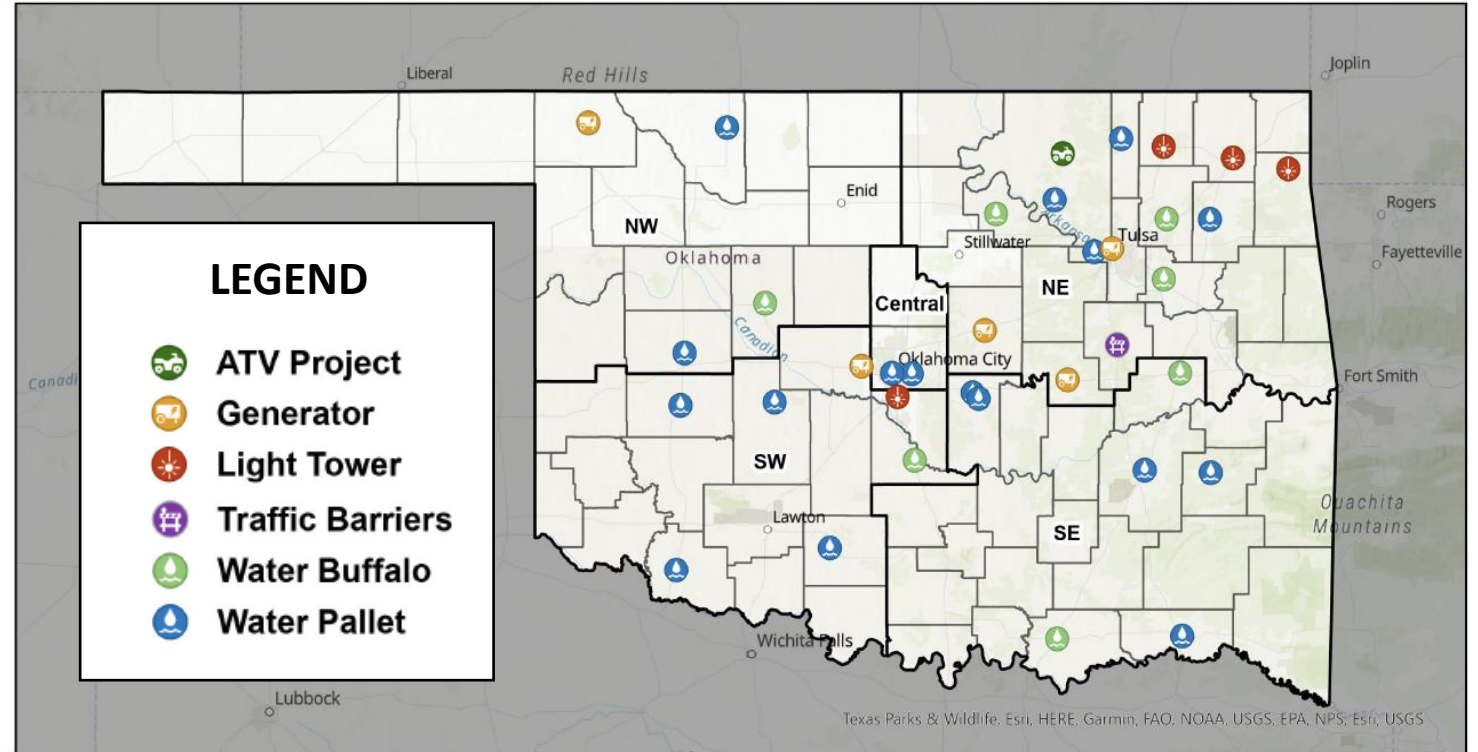 Liberal
Red Hills
Joplin
Enid
Rogers
NW
Arkansas
Tulsa
Stillwater
Fayetteville
Oklahoma
LEGEND
NE
Central
Canadian
ATV Project
Oklahoma City
Canadi
Fort Smith
Generator
Light Tower
SW
Traffic Barriers
Lawton
Ouachita
Mountains
SE
Water Buffalo
Water Pallet
Wichita Falls
Lubbock
Texas Parks & Wildlife, Esri, HERE, Garmin, FAO, NOAA, USGS, EPA, NPS, Esri, USGS